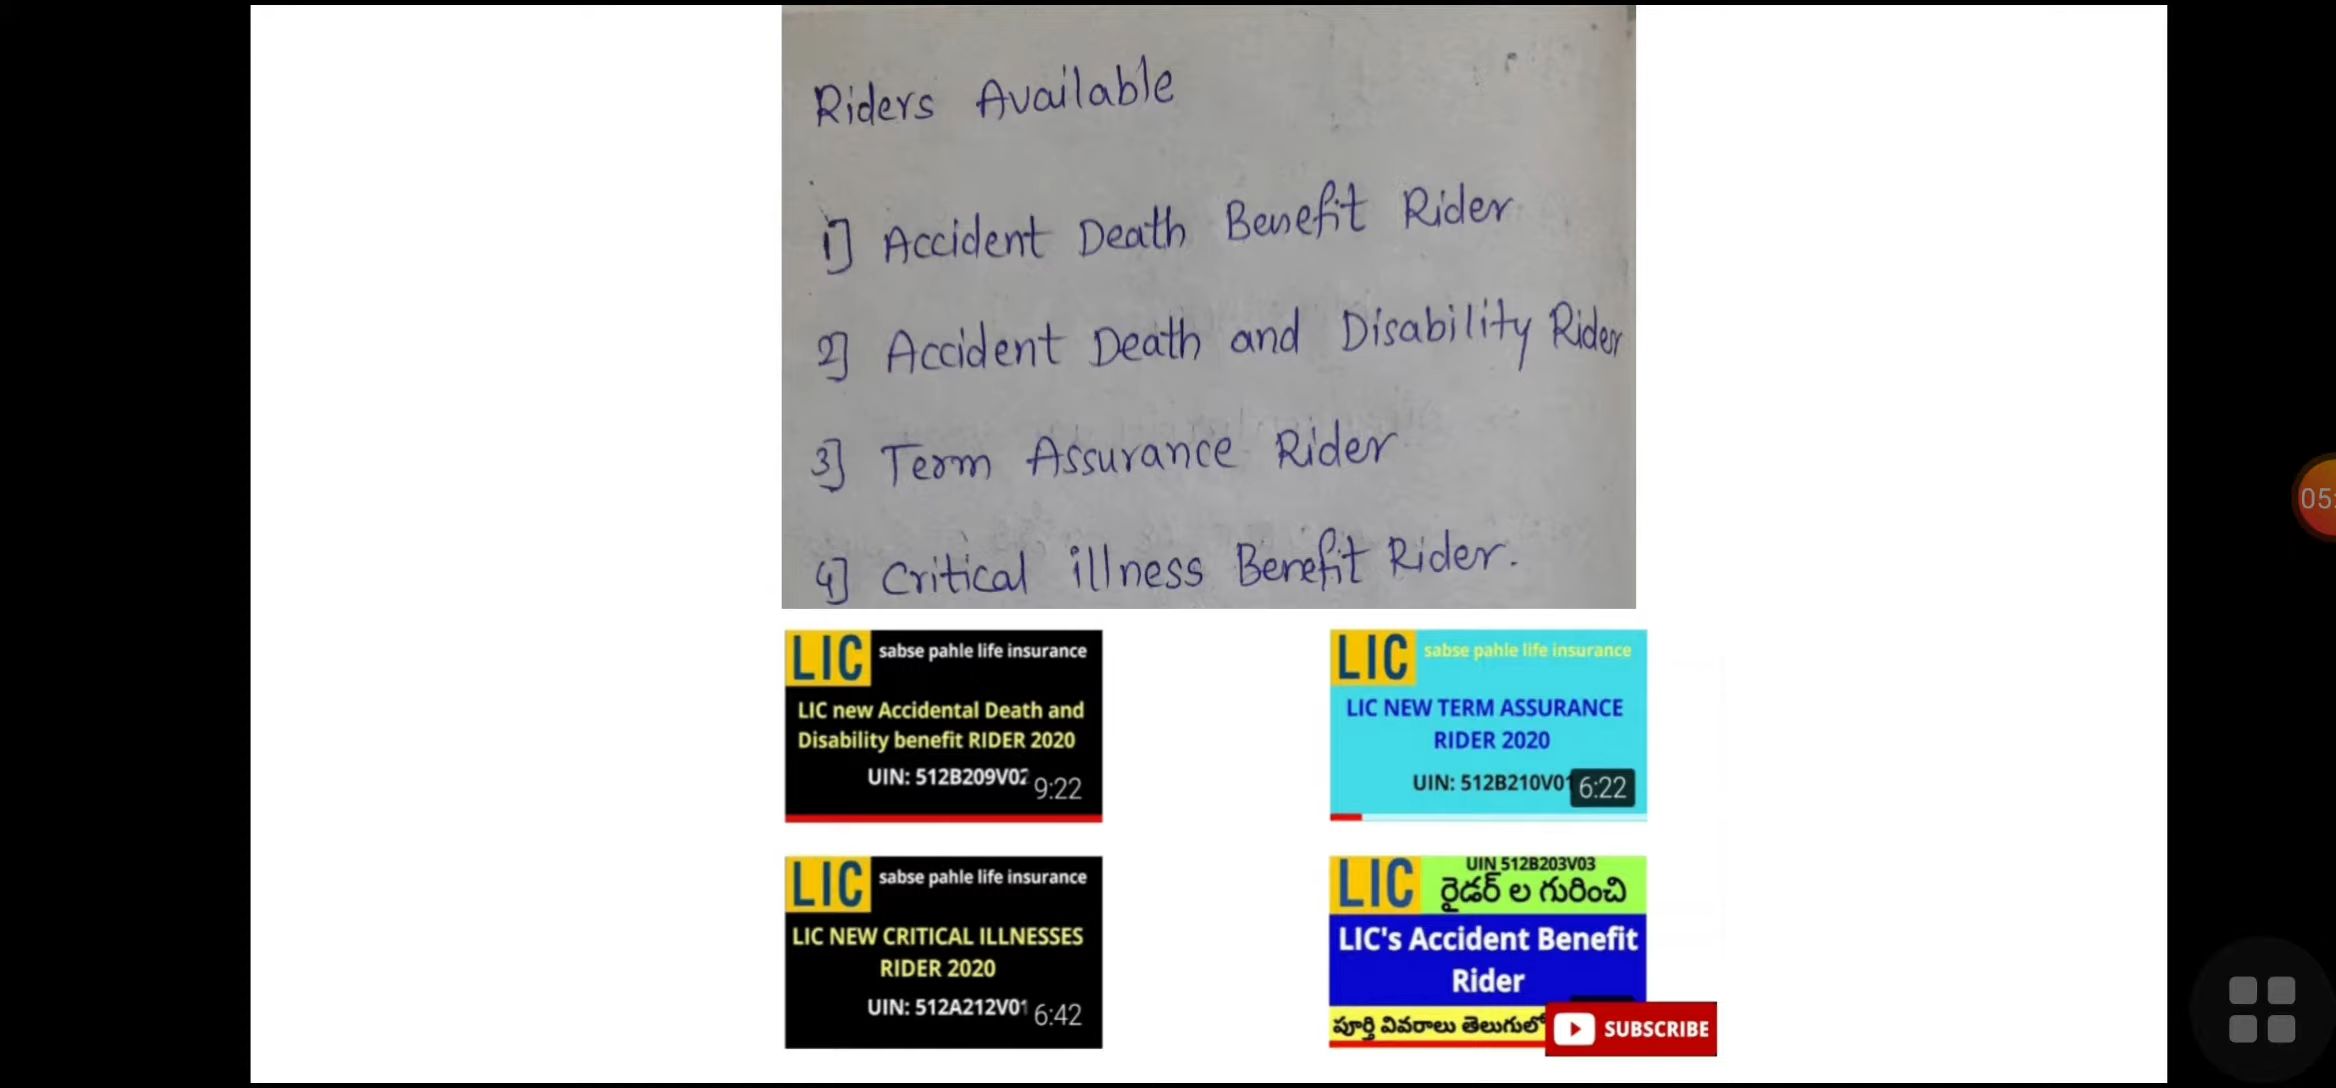 Riders Available
1] Accident Death Benefit Rider
2] Accident Death and Disability Rider
3] Term Assurance Rider
4] Critical illness Benefit Rider.
LIC sabse pahle life insurance
LIC new Accidental Death and
Disability benefit RIDER 2020
UIN: 512B209V02 9:22
LIC sabse pahle life insurance
LIC NEW TERM ASSURANCE
RIDER 2020
UIN: 512B210V01 6:22
LIC sabse pahle life insurance
LIC NEW CRITICAL ILLNESSES
RIDER 2020
UIN: 512A212V01 6:42
UIN 512B203V03
LIC రైడర్ ల గురించి
LIC's Accident Benefit
Rider
పూర్తి వివరాలు తెలుగులో
SUBSCRIBE
05: